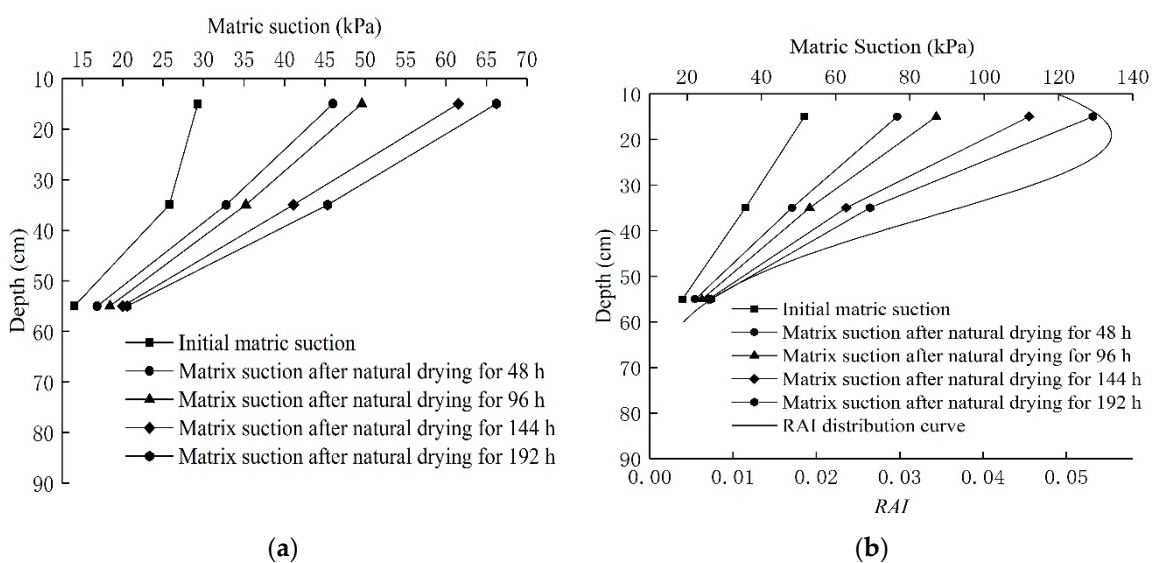 Matric suction (kPa)
15 20 25 30 35 40 45 50 55 60 65 70
10
20
30
40
50
60
70
80
90
Depth (cm)
Initial matric suction
Matrix suction after natural drying for 48 h
Matrix suction after natural drying for 96 h
Matrix suction after natural drying for 144 h
Matrix suction after natural drying for 192 h
(a)
Matric Suction (kPa)
20 40 60 80 100 120 140
10
20
30
40
50
60
70
80
90
Depth (cm)
Initial matric suction
Matrix suction after natural drying for 48 h
Matrix suction after natural drying for 96 h
Matrix suction after natural drying for 144 h
Matrix suction after natural drying for 192 h
RAI distribution curve
0.00 0.01 0.02 0.03 0.04 0.05
RAI
(b)